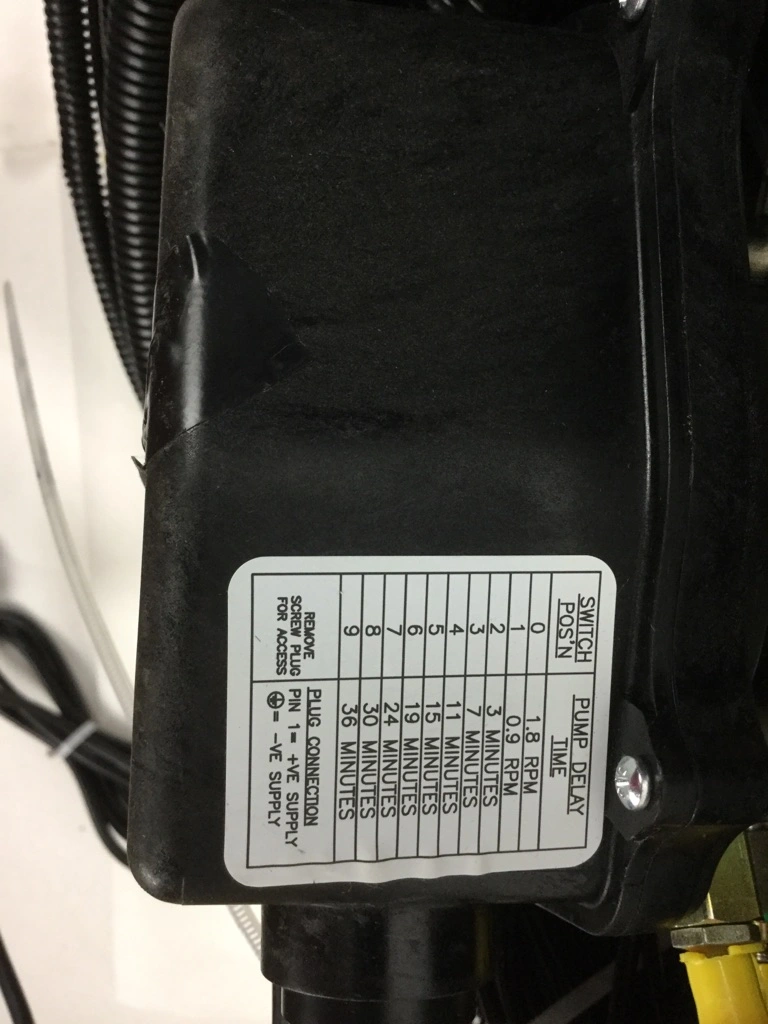 SWITCH POS'N PUMP DELAY TIME
0 1.8 RPM
1 0.9 RPM
2 3 MINUTES
3 7 MINUTES
4 11 MINUTES
5 15 MINUTES
6 19 MINUTES
7 24 MINUTES
8 30 MINUTES
9 36 MINUTES
REMOVE
SCREW PLUG
FOR ACCESS
PLUG CONNECTION
PIN 1= +VE SUPPLY
⏚= -VE SUPPLY